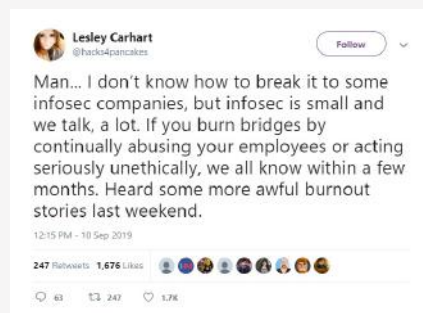 Lesley Carhart
@hacks4pancakes
Follow
Man... I don't know how to break it to some
infosec companies, but infosec is small and
we talk, a lot. If you burn bridges by
continually abusing your employees or acting
seriously unethically, we all know within a few
months. Heard some more awful burnout
stories last weekend.
12:15 PM - 10 Sep 2019
247 Retweets 1,676 Likes
63 247 1.7K